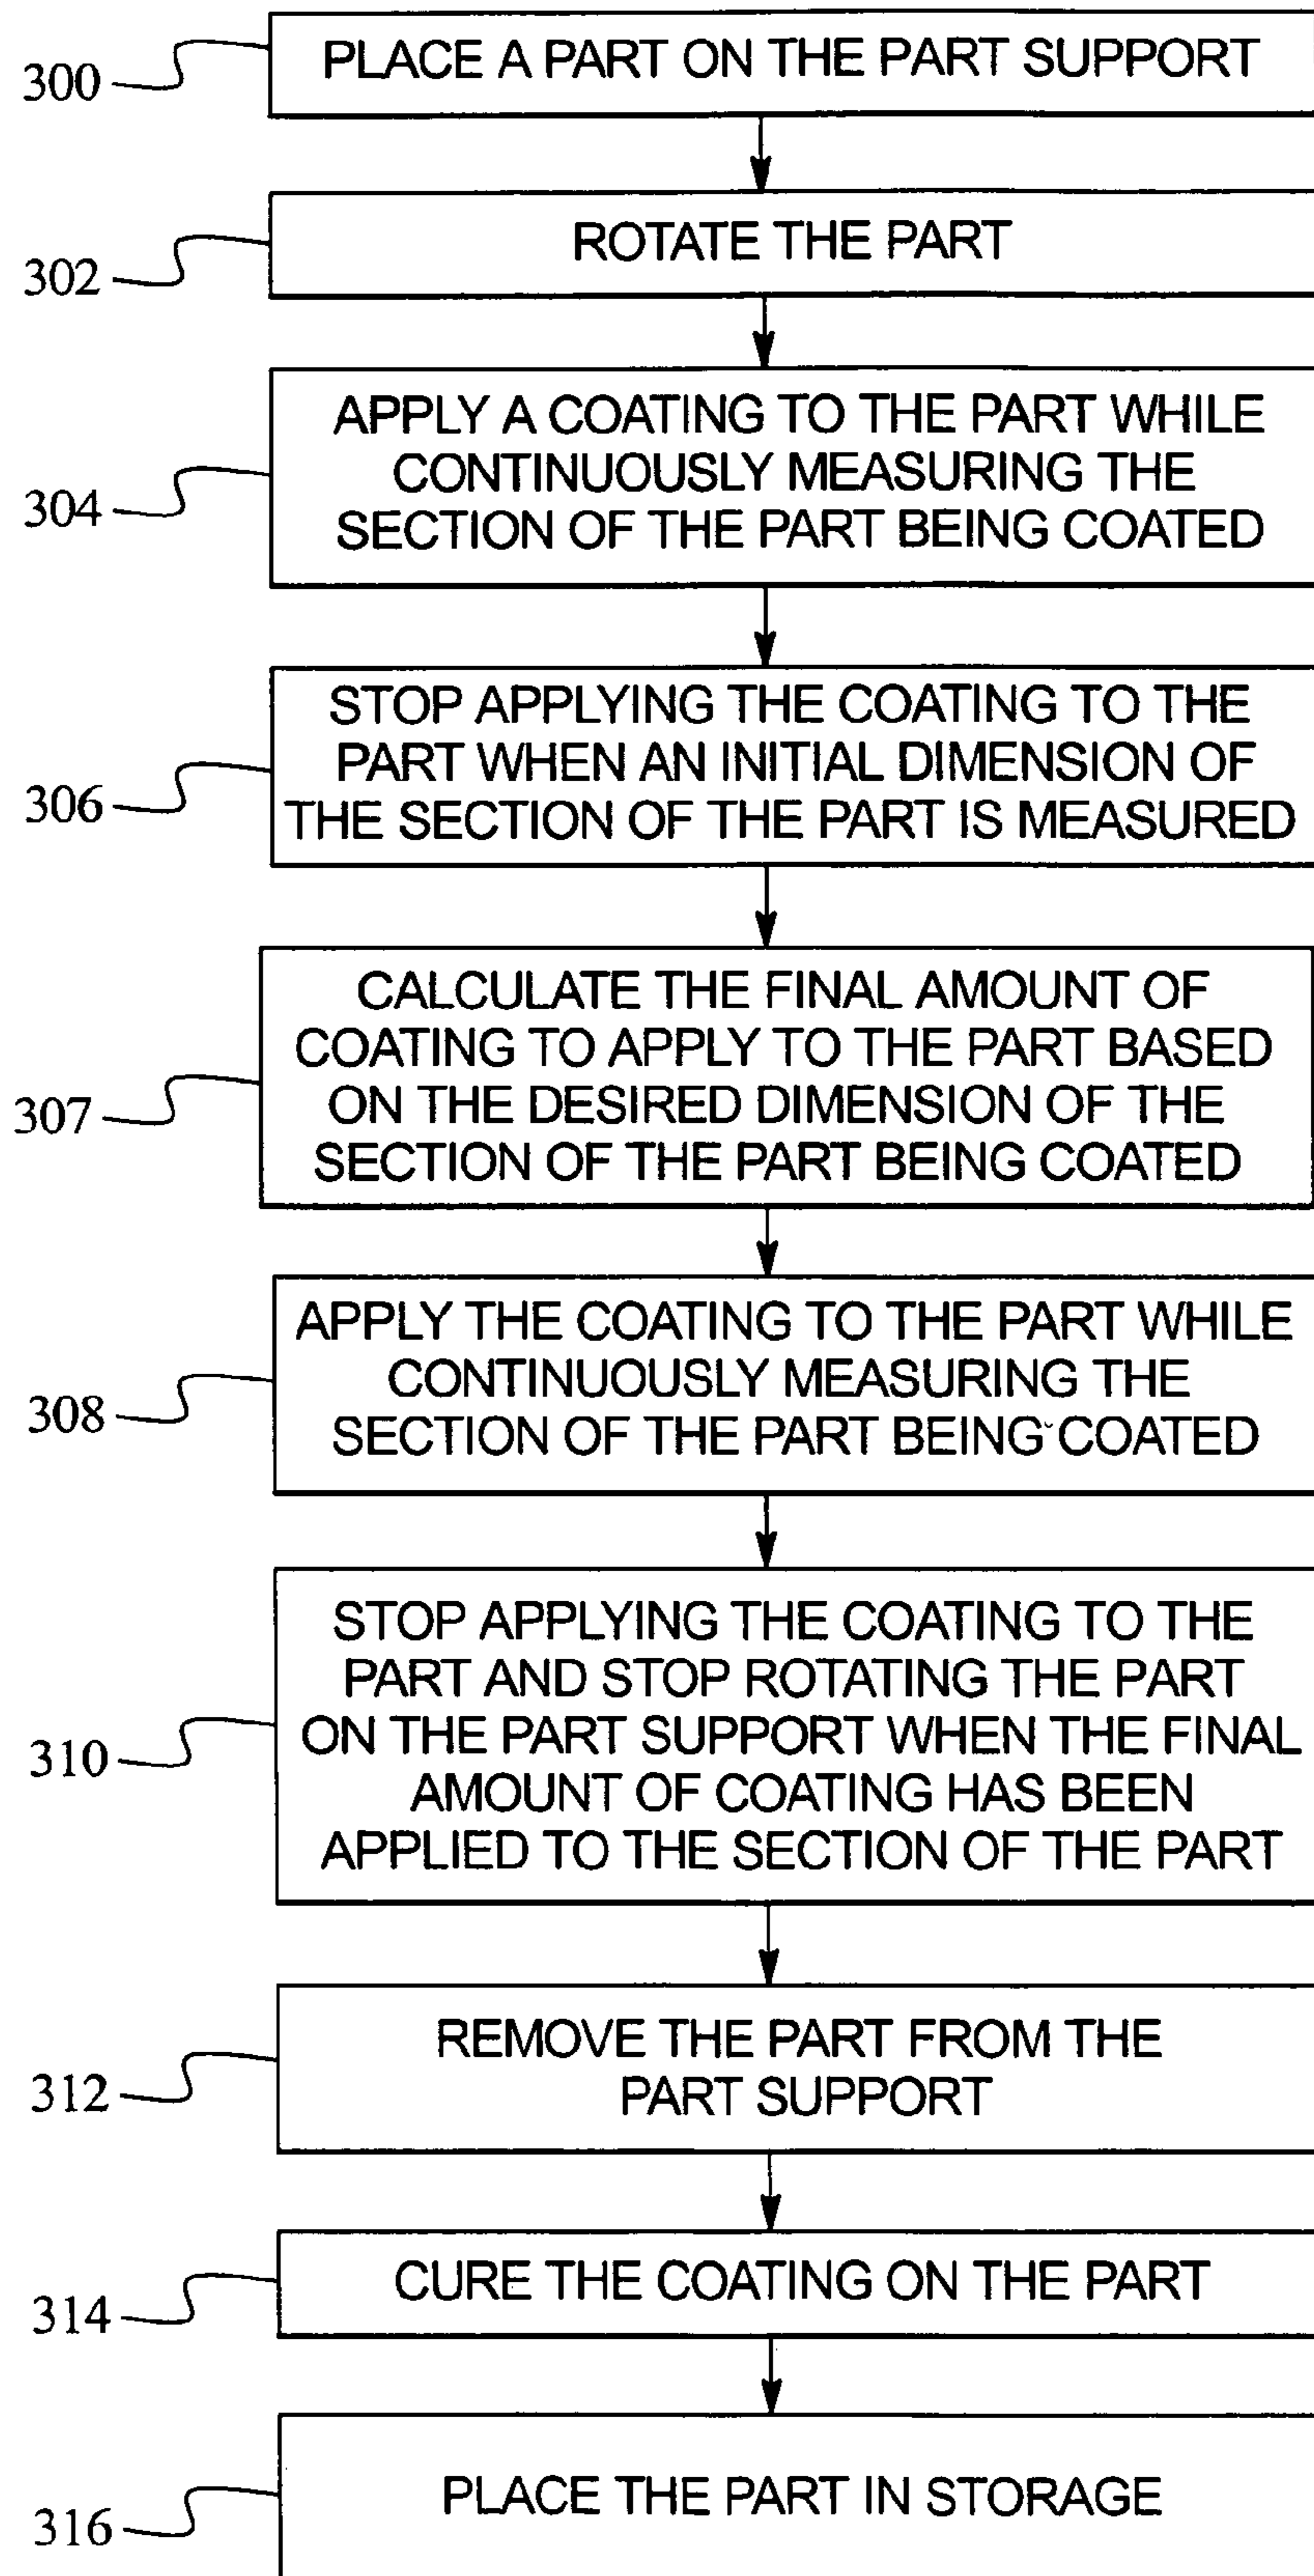 300
PLACE A PART ON THE PART SUPPORT
302
ROTATE THE PART
304
APPLY A COATING TO THE PART WHILE
CONTINUOUSLY MEASURING THE
SECTION OF THE PART BEING COATED
306
STOP APPLYING THE COATING TO THE
PART WHEN AN INITIAL DIMENSION OF
THE SECTION OF THE PART IS MEASURED
307
CALCULATE THE FINAL AMOUNT OF
COATING TO APPLY TO THE PART BASED
ON THE DESIRED DIMENSION OF THE
SECTION OF THE PART BEING COATED
308
APPLY THE COATING TO THE PART WHILE
CONTINUOUSLY MEASURING THE
SECTION OF THE PART BEING COATED
310
STOP APPLYING THE COATING TO THE
PART AND STOP ROTATING THE PART
ON THE PART SUPPORT WHEN THE FINAL
AMOUNT OF COATING HAS BEEN
APPLIED TO THE SECTION OF THE PART
312
REMOVE THE PART FROM THE
PART SUPPORT
314
CURE THE COATING ON THE PART
316
PLACE THE PART IN STORAGE